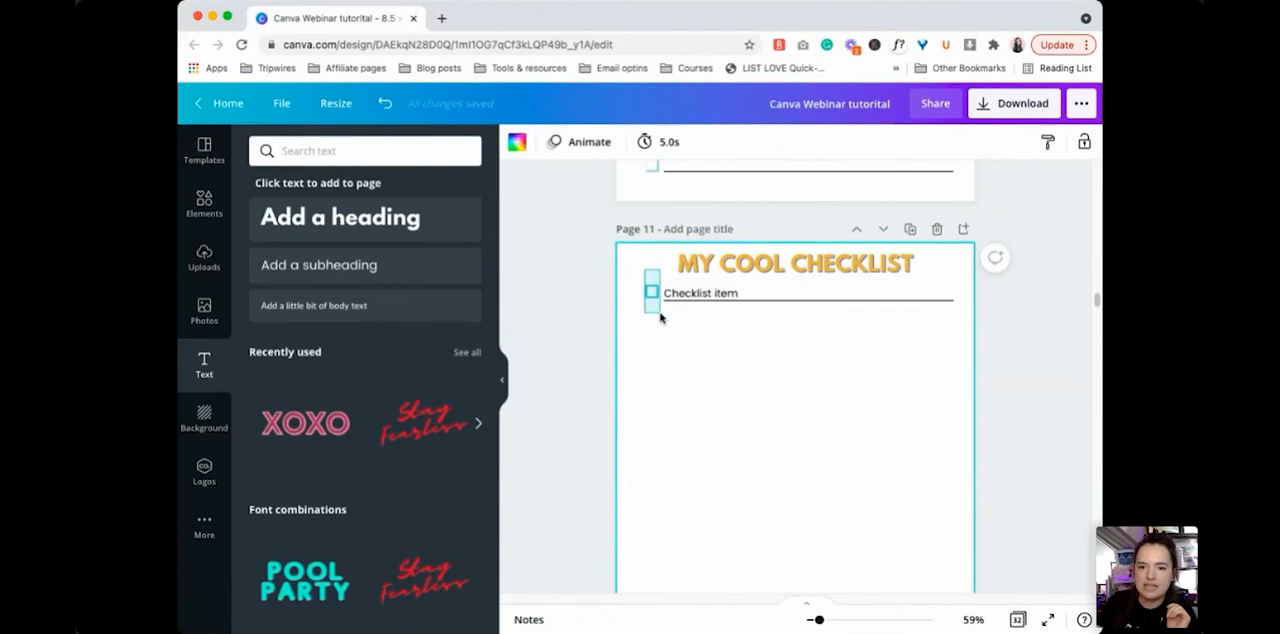 Canva Webinar tutorital - 8.5
canva.com/design/DAEkqN28D0Q/1mI1OG7qCf3kLQP49b_y1A/edit
Update
Apps Tripwires Affiliate pages Blog posts Tools & resources Email optins Courses LIST LOVE Quick-... » Other Bookmarks Reading List
Home File Resize All changes saved Canva Webinar tutorital Share Download
Templates
Elements
Uploads
Photos
Text
Background
Logos
More
Search text
Click text to add to page
Add a heading
Add a subheading
Add a little bit of body text
Recently used See all
XOXO
Stay
Fearless
Font combinations
POOL
PARTY
Stay
Fearless
Animate 5.0s
Page 11 - Add page title
MY COOL CHECKLIST
Checklist item
Notes 59% 32